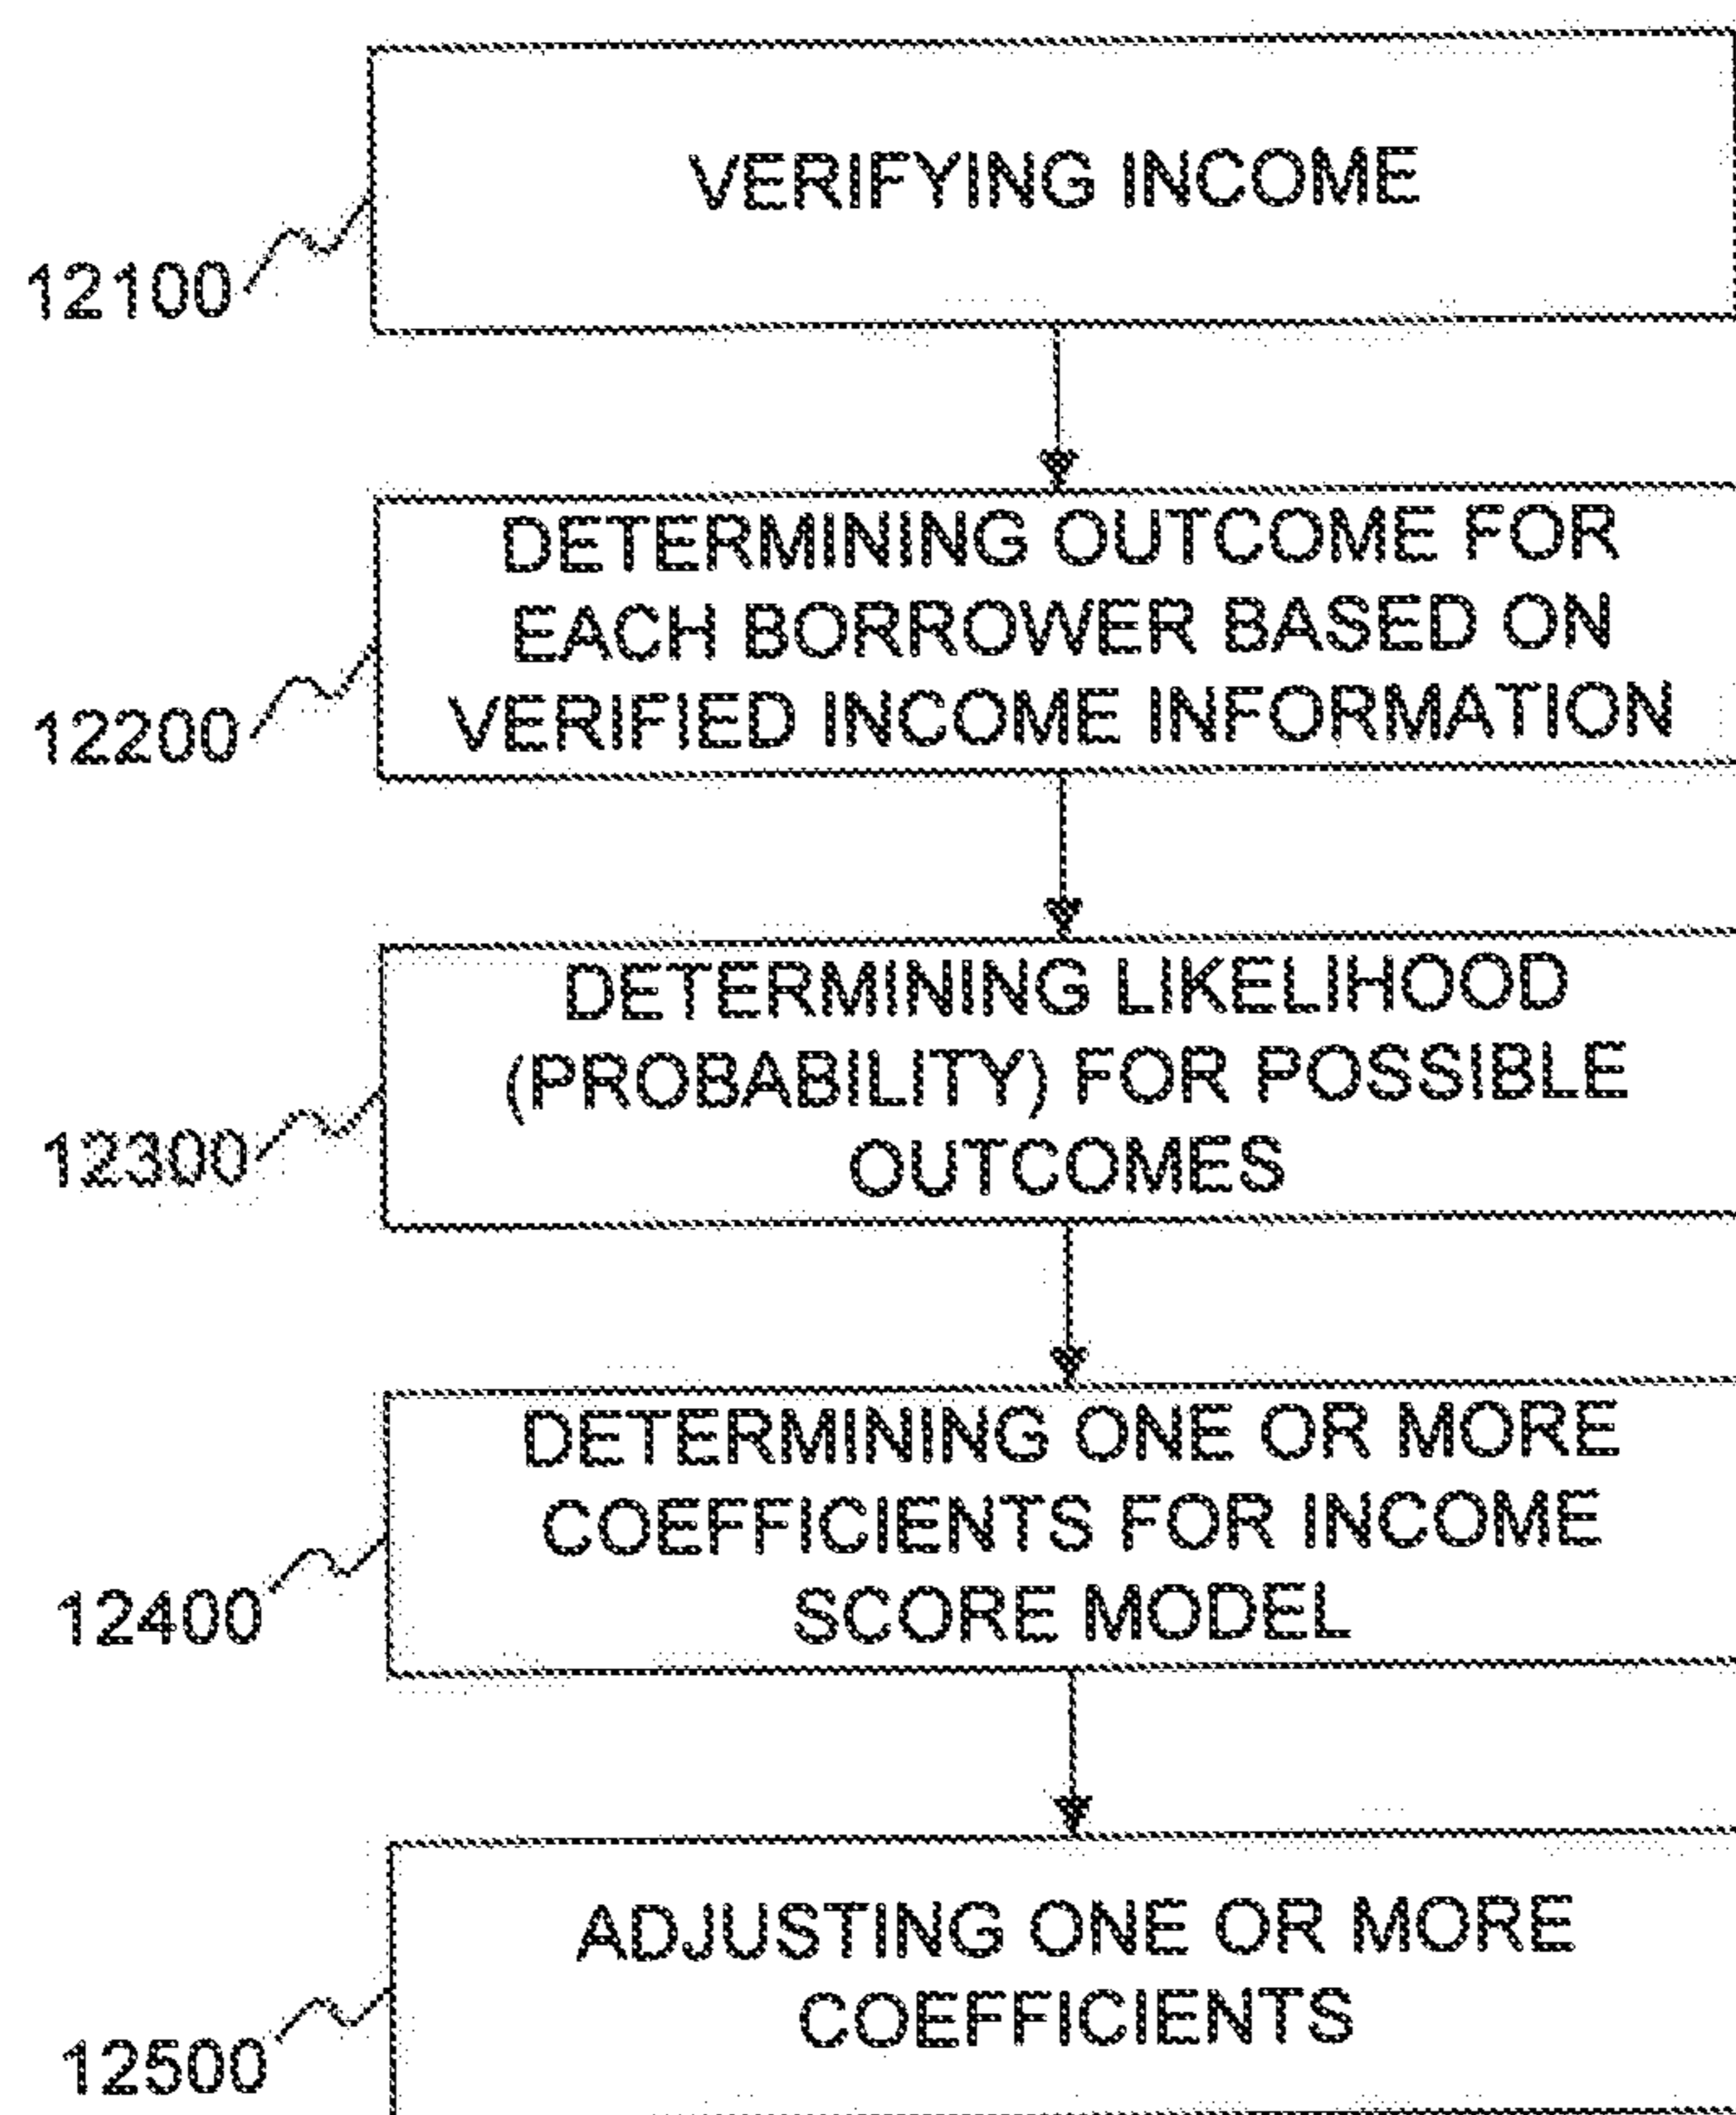 VERIFYING INCOME
12100
DETERMINING OUTCOME FOR
EACH BORROWER BASED ON
VERIFIED INCOME INFORMATION
12200
DETERMINING LIKELIHOOD
(PROBABILITY) FOR POSSIBLE
OUTCOMES
12300
DETERMINING ONE OR MORE
COEFFICIENTS FOR INCOME
SCORE MODEL
12400
ADJUSTING ONE OR MORE
COEFFICIENTS
12500